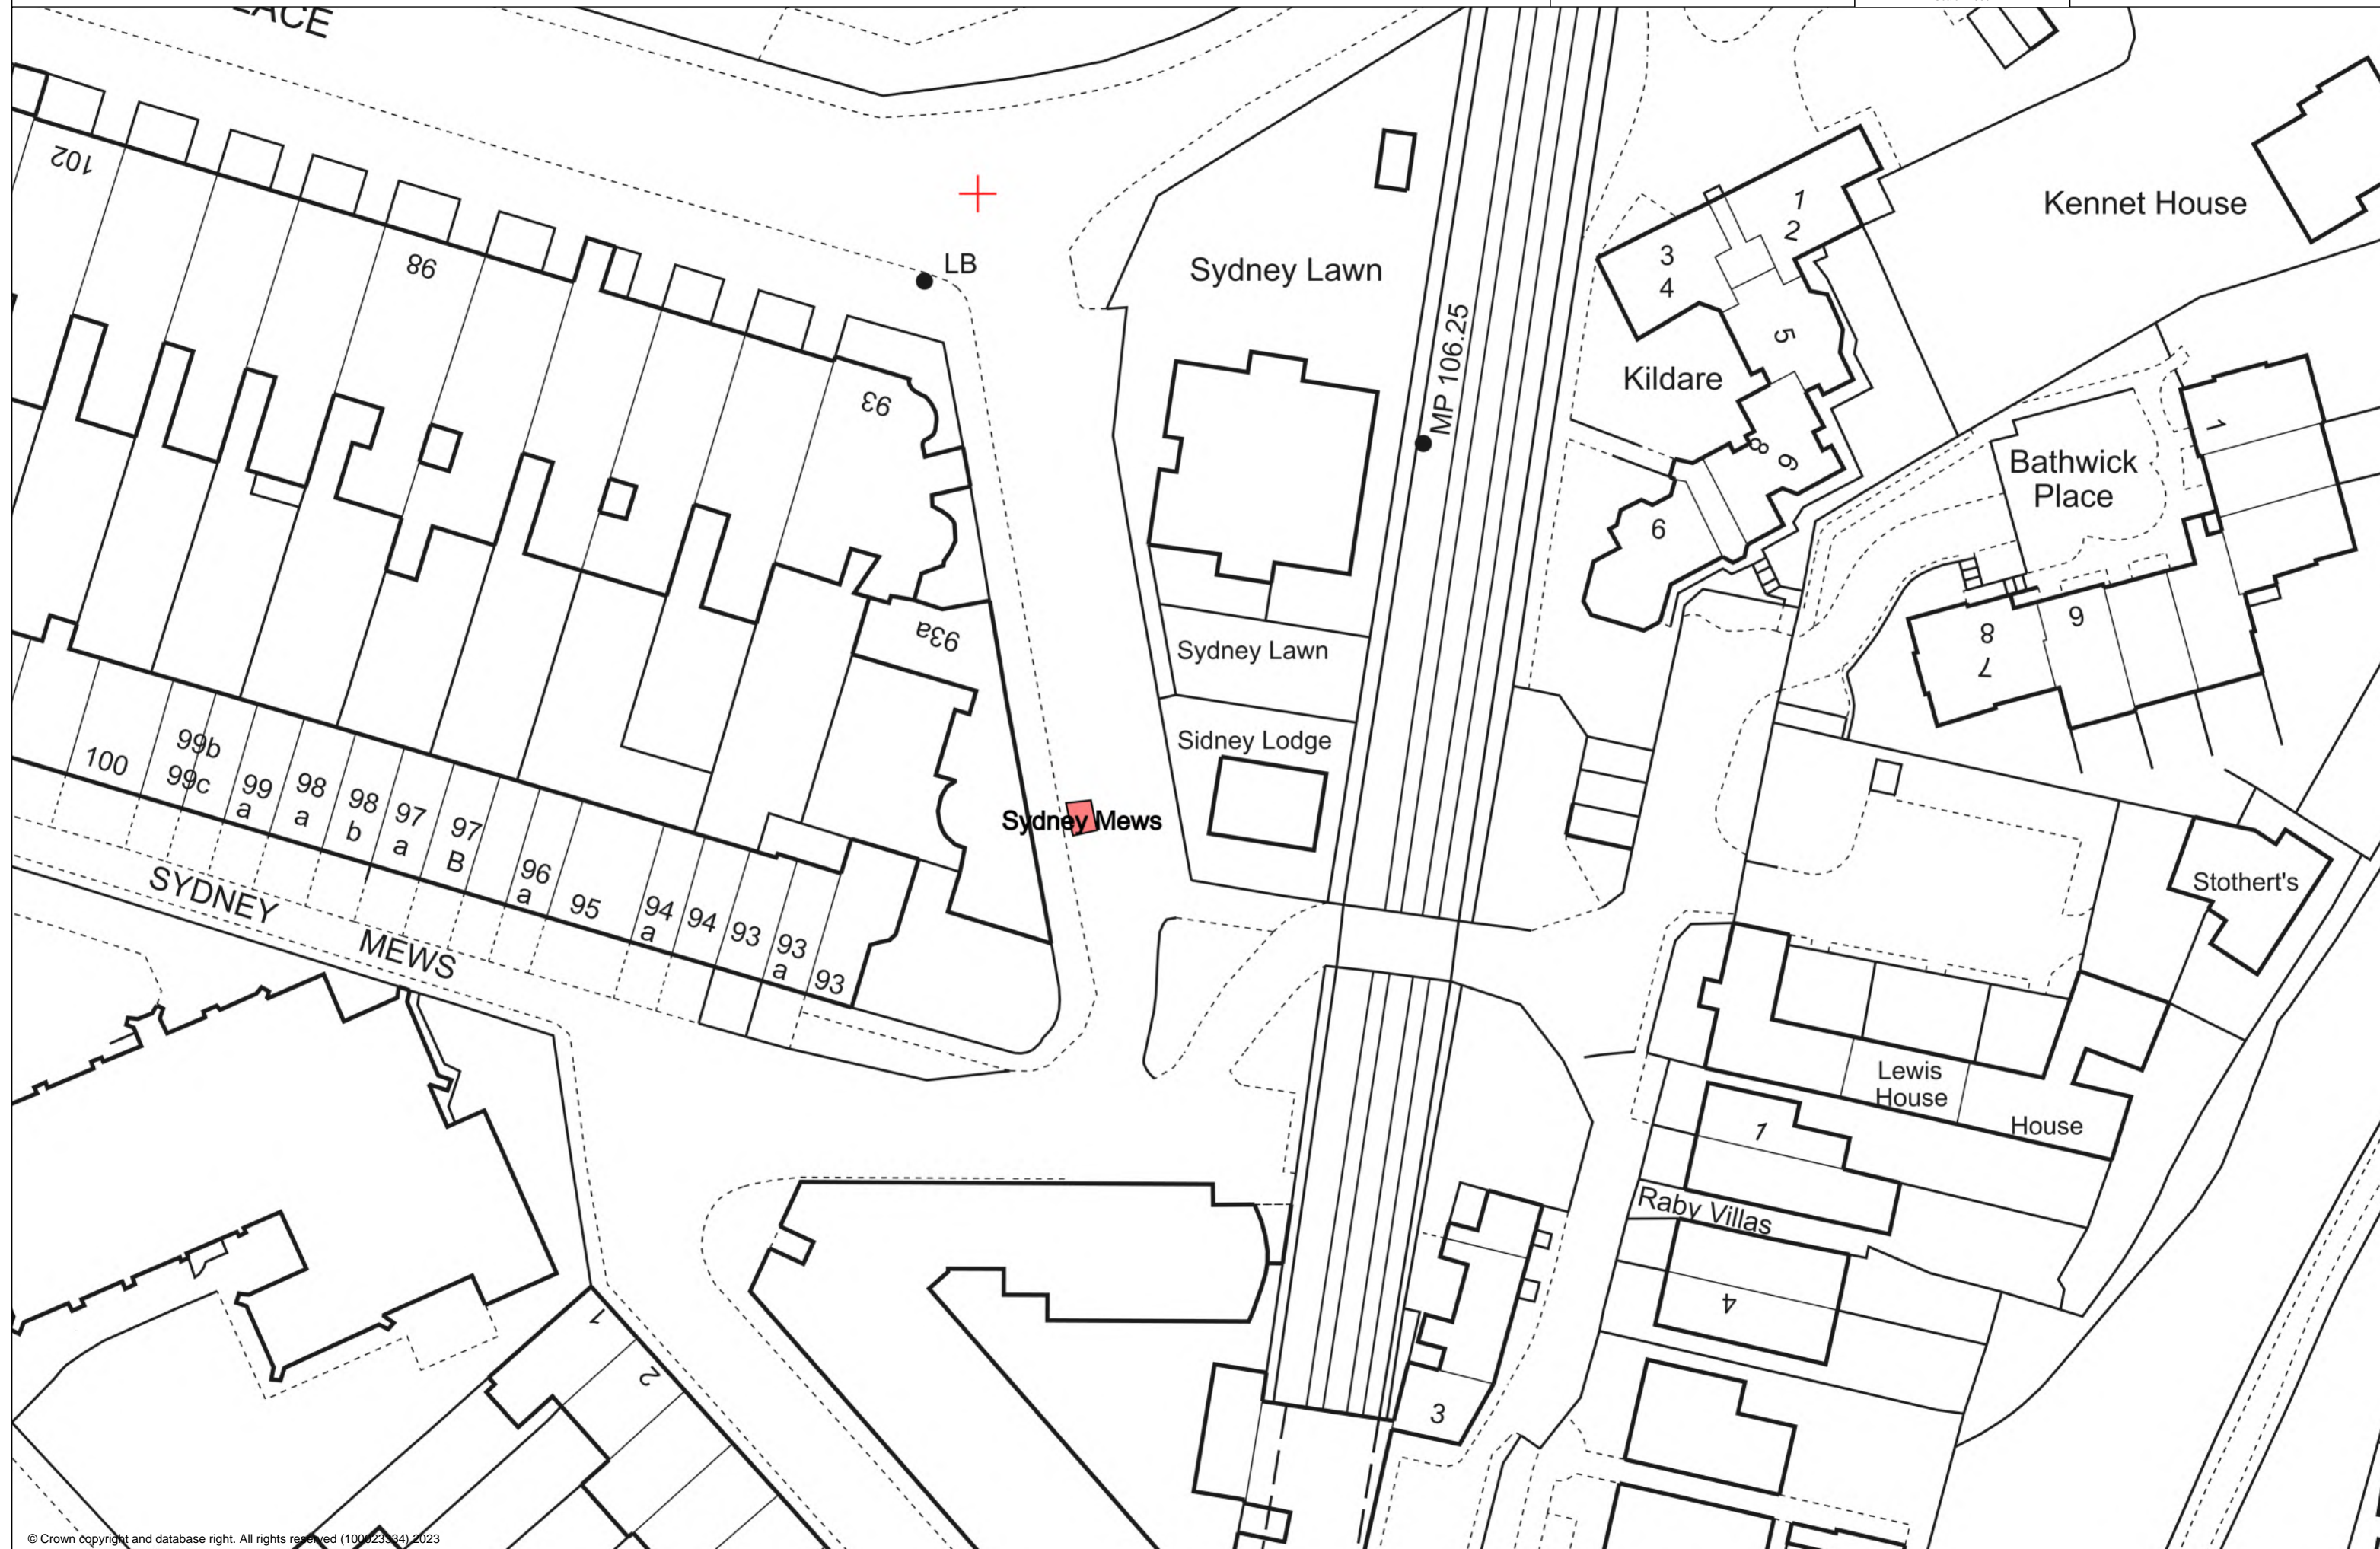 102
98
LB
93
93a
Sydney Lawn
MP 106.25
1
2
3
4
Kildare
5
8
9
6
Kennet House
Bathwick
Place
1
9
8
7
Sydney Lawn
Sidney Lodge
Sydney Mews
100
99b
99c
99
a
98
a
98
b
97
a
97
B
96
a
95
94
a
94
93
93
a
93
SYDNEY
MEWS
Stothert's
Lewis
House
House
1
Raby Villas
4
3
1
2
© Crown copyright and database right. All rights reserved (100023334) 2023